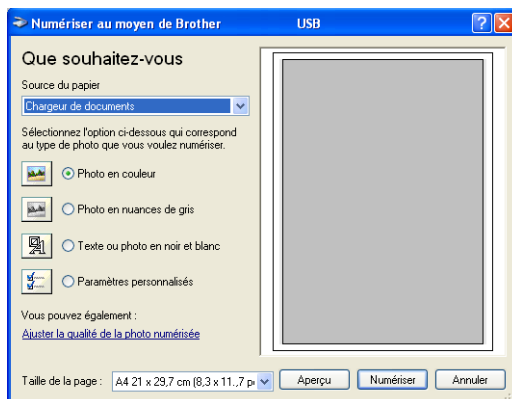 Numériser au moyen de Brother USB
Que souhaitez-vous
Source du papier
Chargeur de documents
Sélectionnez l'option ci-dessous qui correspond
au type de photo que vous voulez numériser.
Photo en couleur
Photo en nuances de gris
Texte ou photo en noir et blanc
Paramètres personnalisés
Vous pouvez également :
Ajuster la qualité de la photo numérisée
Taille de la page : A4 21 x 29,7 cm (8,3 x 11.,7 p
Aperçu Numériser Annuler